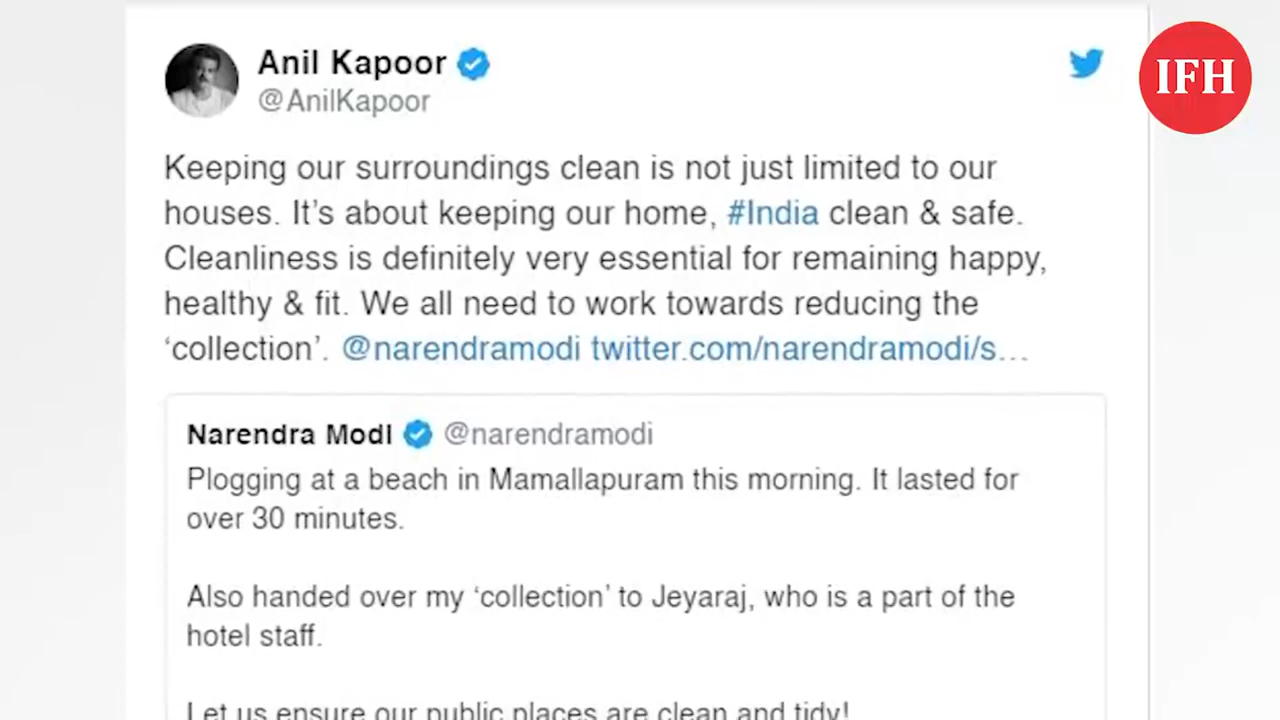 Anil Kapoor
@AnilKapoor
IFH
Keeping our surroundings clean is not just limited to our
houses. It’s about keeping our home, #India clean & safe.
Cleanliness is definitely very essential for remaining happy,
healthy & fit. We all need to work towards reducing the
‘collection’. @narendramodi twitter.com/narendramodi/s...
Narendra Modi @narendramodi
Plogging at a beach in Mamallapuram this morning. It lasted for
over 30 minutes.
Also handed over my ‘collection’ to Jeyaraj, who is a part of the
hotel staff.
Let us ensure our public places are clean and tidy!